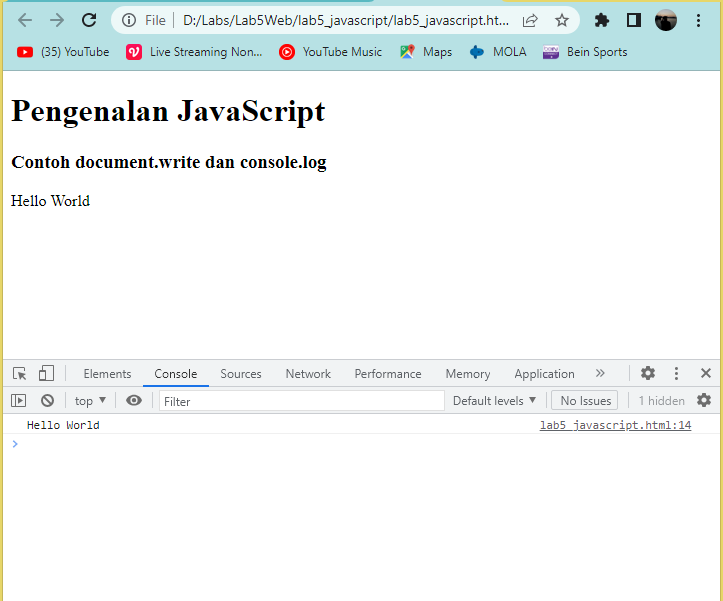 File D:/Labs/Lab5Web/lab5_javascript/lab5_javascript.ht...
(35) YouTube Live Streaming Non... YouTube Music Maps MOLA Bein Sports
Pengenalan JavaScript
Contoh document.write dan console.log
Hello World
Elements Console Sources Network Performance Memory Application »
top Filter Default levels No Issues 1 hidden
Hello World lab5_javascript.html:14